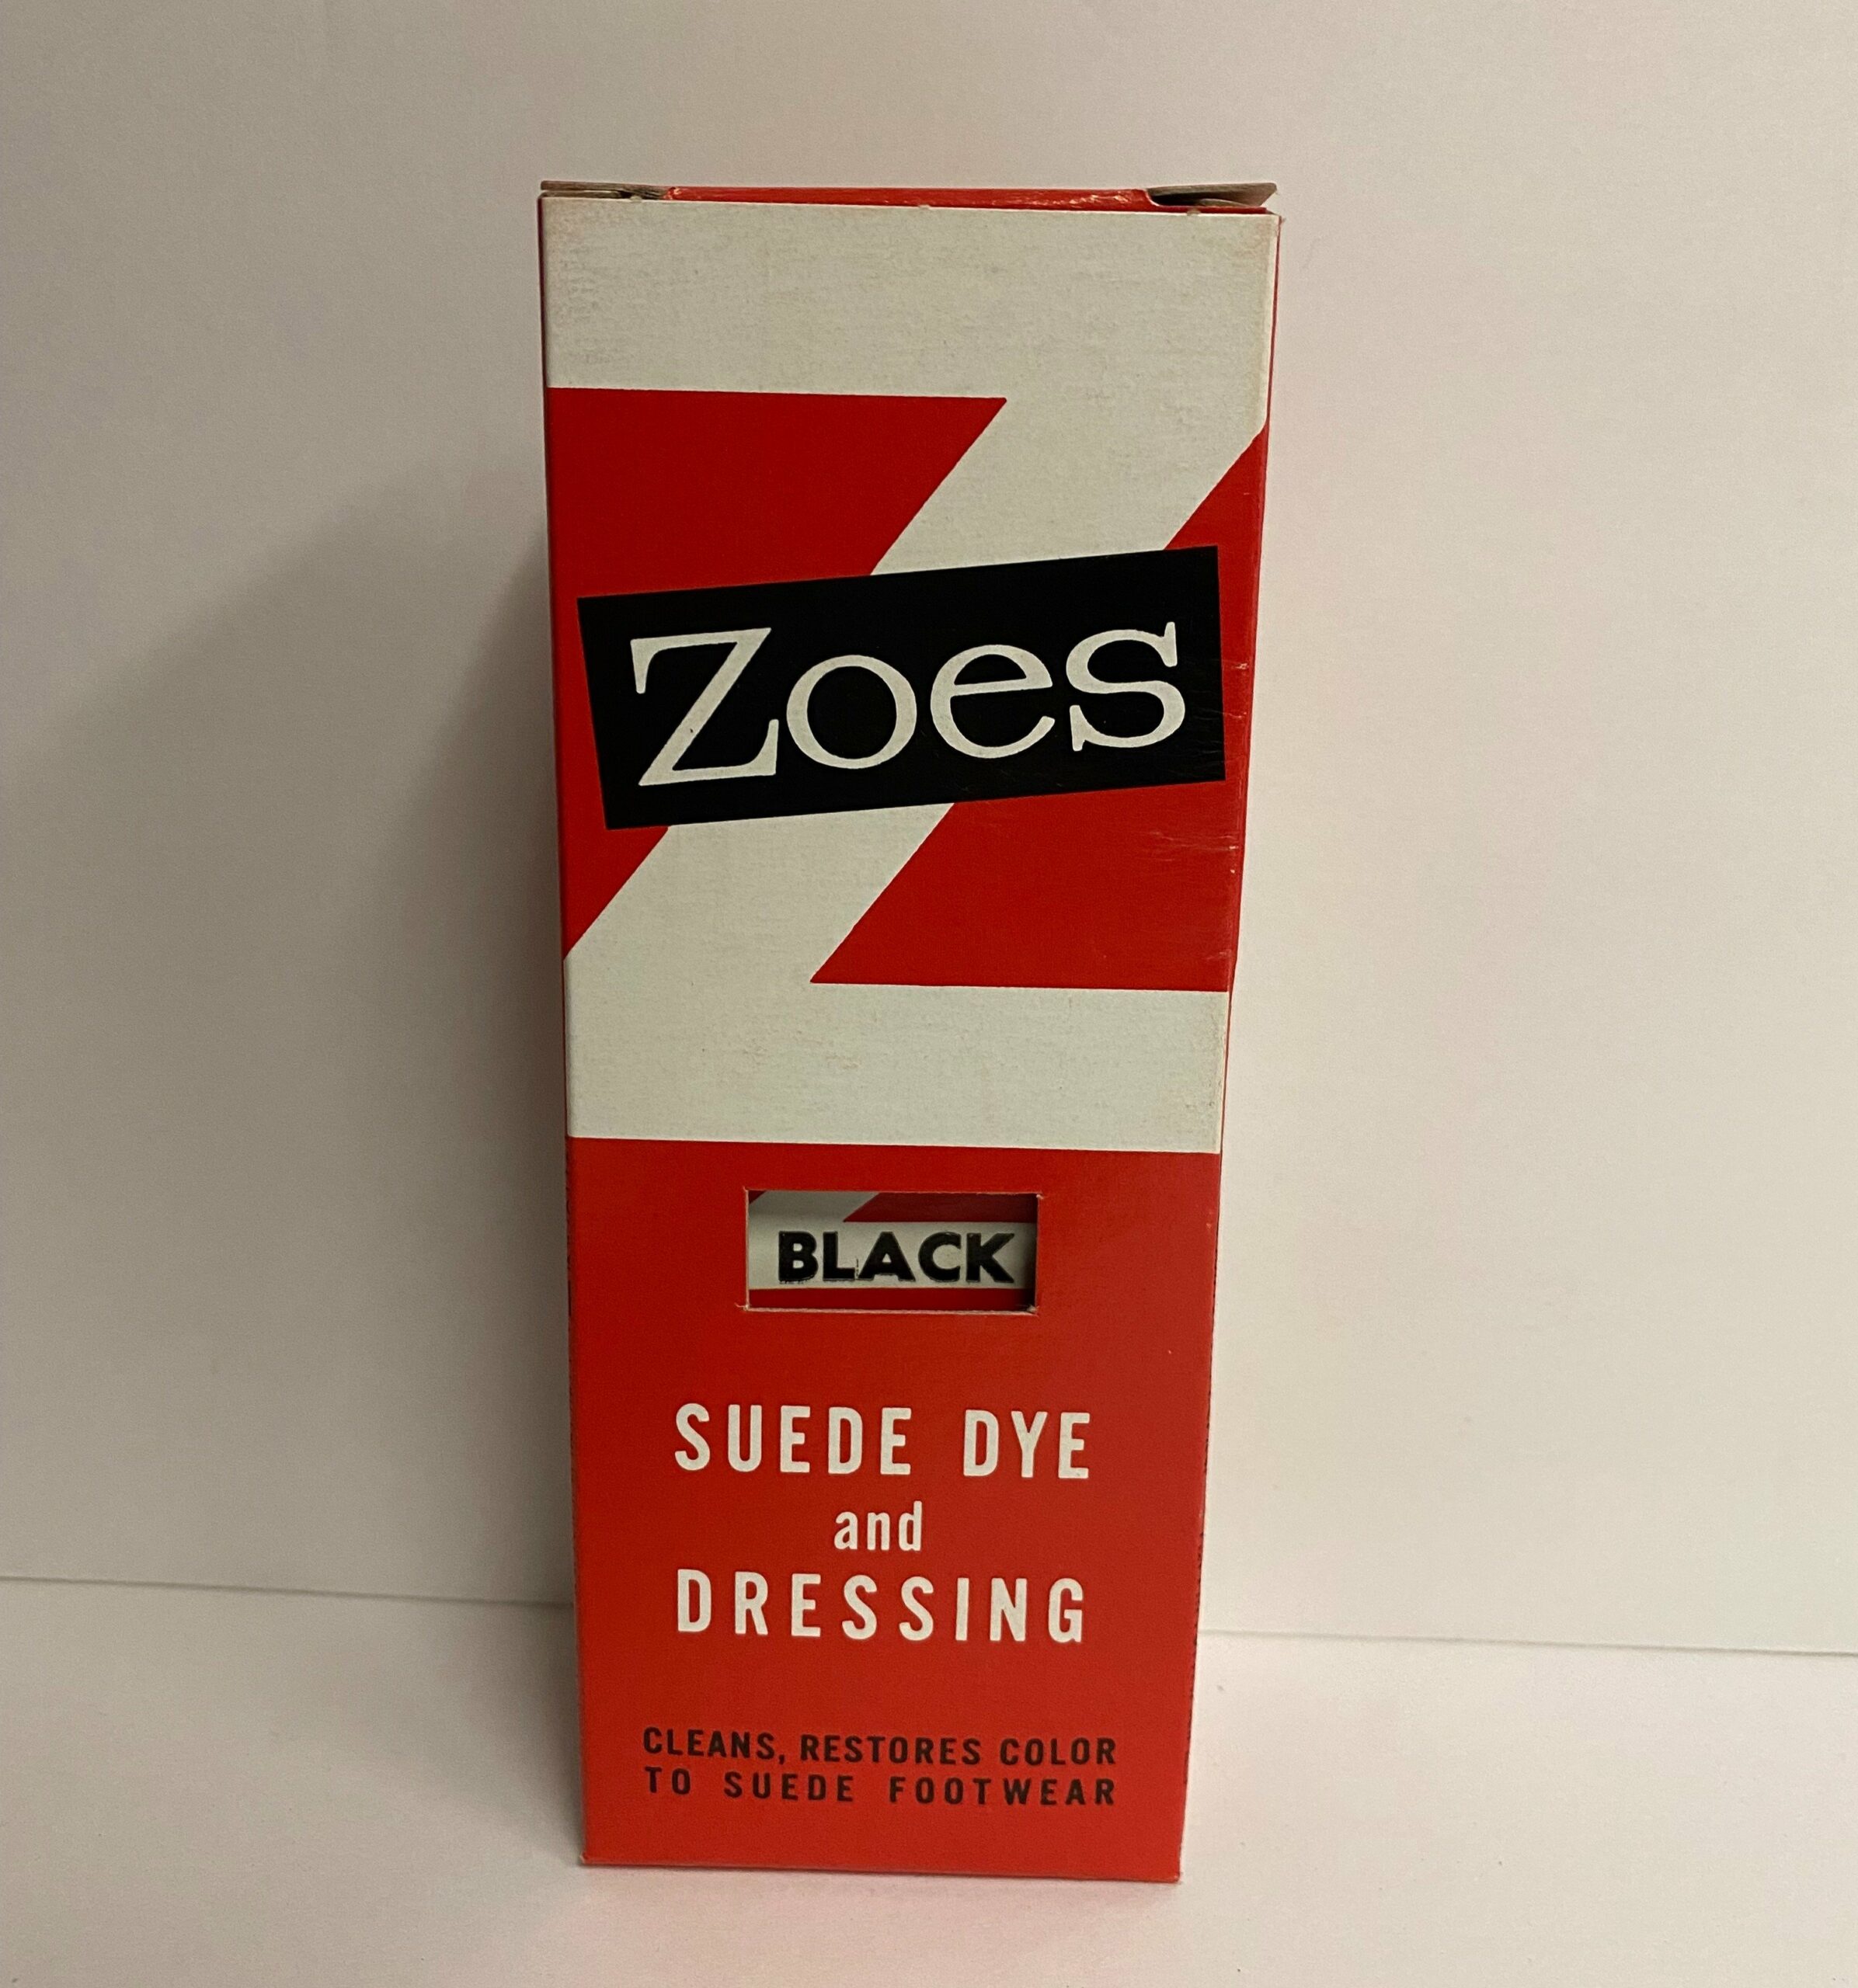 Zoes
BLACK
SUEDE DYE
and
DRESSING
CLEANS, RESTORES COLOR
TO SUEDE FOOTWEAR